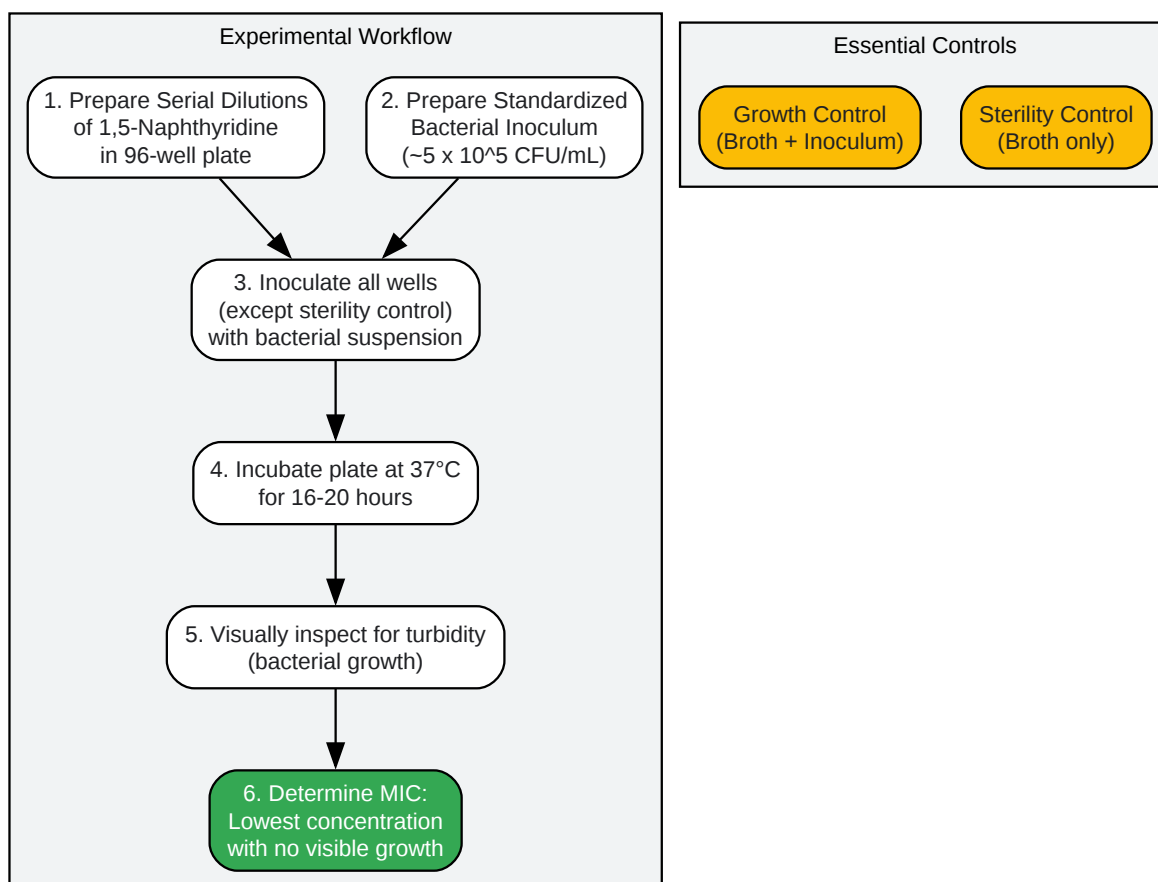 Experimental Workflow
1. Prepare Serial Dilutions
of 1,5-Naphthyridine
in 96-well plate
2. Prepare Standardized
Bacterial Inoculum
(~5 x 10^5 CFU/mL)
3. Inoculate all wells
(except sterility control)
with bacterial suspension
4. Incubate plate at 37°C
for 16-20 hours
5. Visually inspect for turbidity
(bacterial growth)
6. Determine MIC:
Lowest concentration
with no visible growth
Essential Controls
Growth Control
(Broth + Inoculum)
Sterility Control
(Broth only)